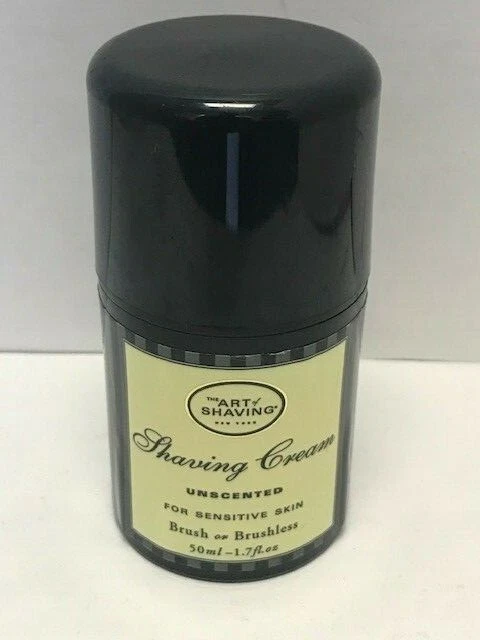 THE ART of
SHAVING®
NEW YORK
Shaving Cream
UNSCENTED
FOR SENSITIVE SKIN
Brush or Brushless
50ml-1.7fl.oz